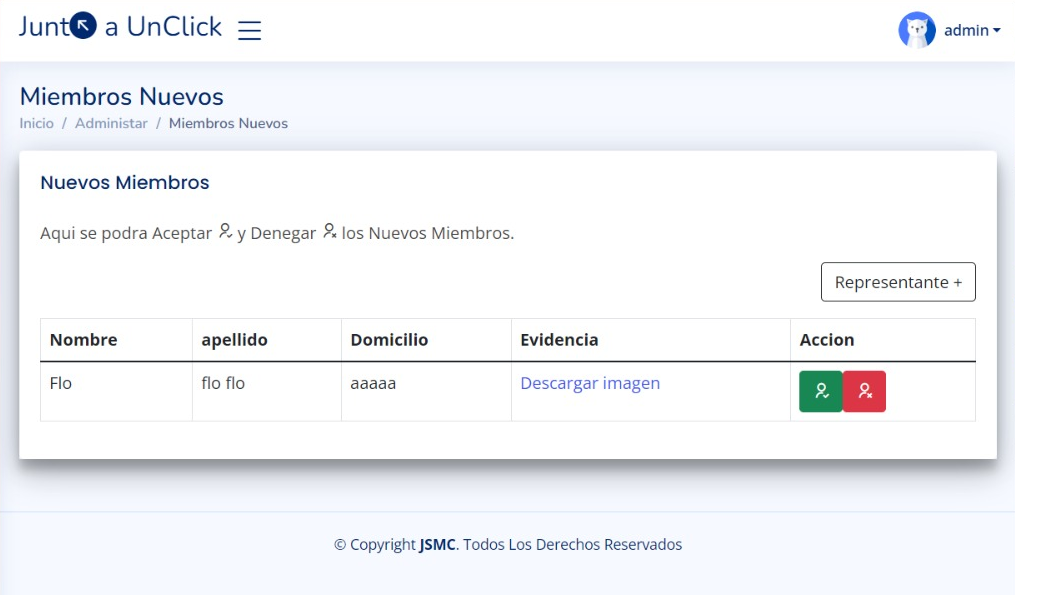 Junto a UnClick
admin
Miembros Nuevos
Inicio / Administar / Miembros Nuevos
Nuevos Miembros
Aqui se podra Aceptar y Denegar los Nuevos Miembros.
Representante +
Nombre apellido Domicilio Evidencia Accion
Flo flo flo aaaaa Descargar imagen
© Copyright JSMC. Todos Los Derechos Reservados